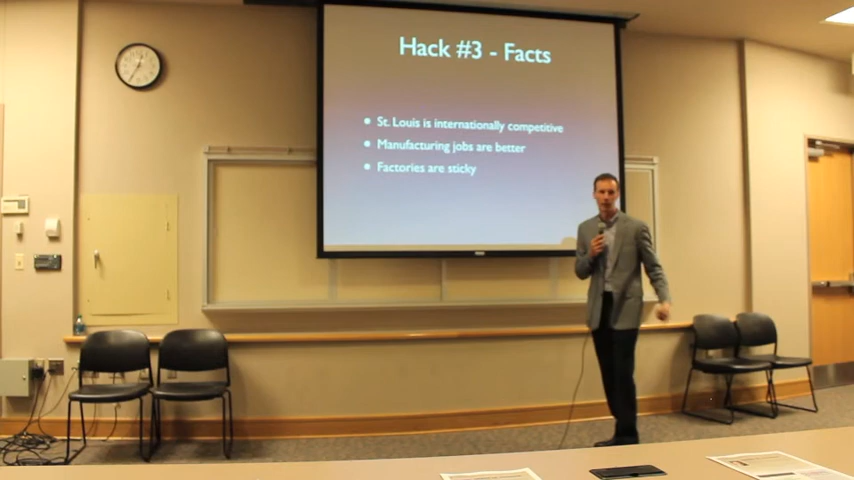 Hack #3 - Facts
St. Louis is internationally competitive
Manufacturing jobs are better
Factories are sticky